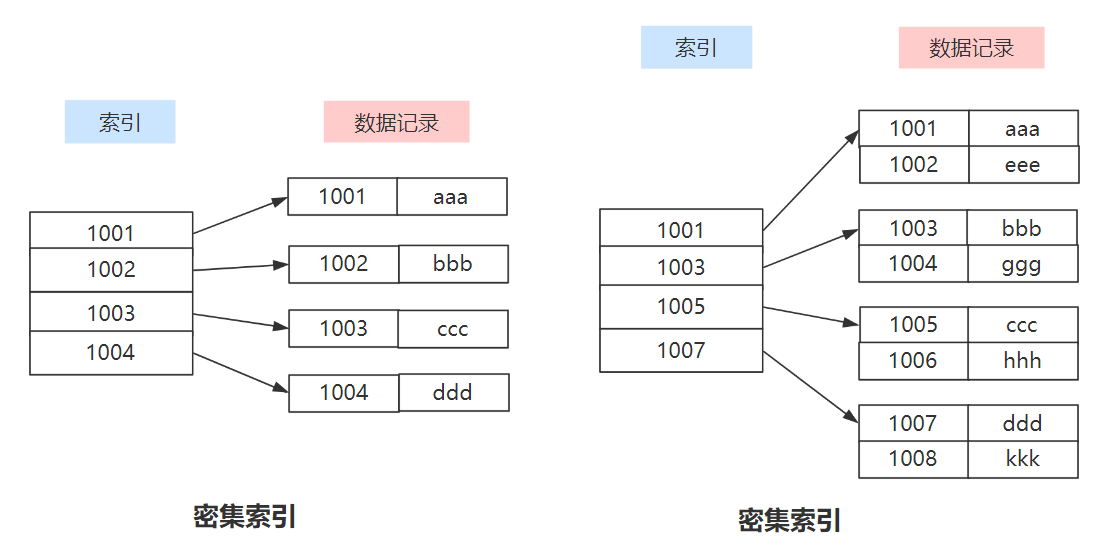 索引 数据记录
1001
1002
1003
1004
1001 aaa
1002 bbb
1003 ccc
1004 ddd
密集索引
索引 数据记录
1001
1003
1005
1007
1001 aaa
1002 eee
1003 bbb
1004 ggg
1005 ccc
1006 hhh
1007 ddd
1008 kkk
密集索引